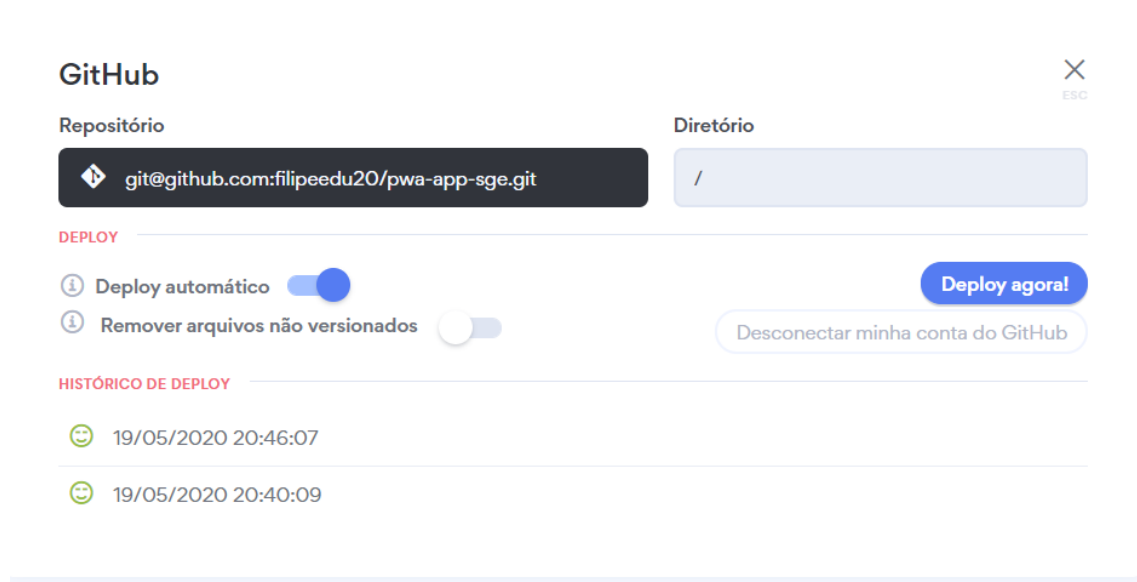 GitHub
ESC
Repositório
Diretório
git@github.com:filipeedu20/pwa-app-sge.git
/
DEPLOY
Deploy automático
Deploy agora!
Remover arquivos não versionados
Desconectar minha conta do GitHub
HISTÓRICO DE DEPLOY
19/05/2020 20:46:07
19/05/2020 20:40:09